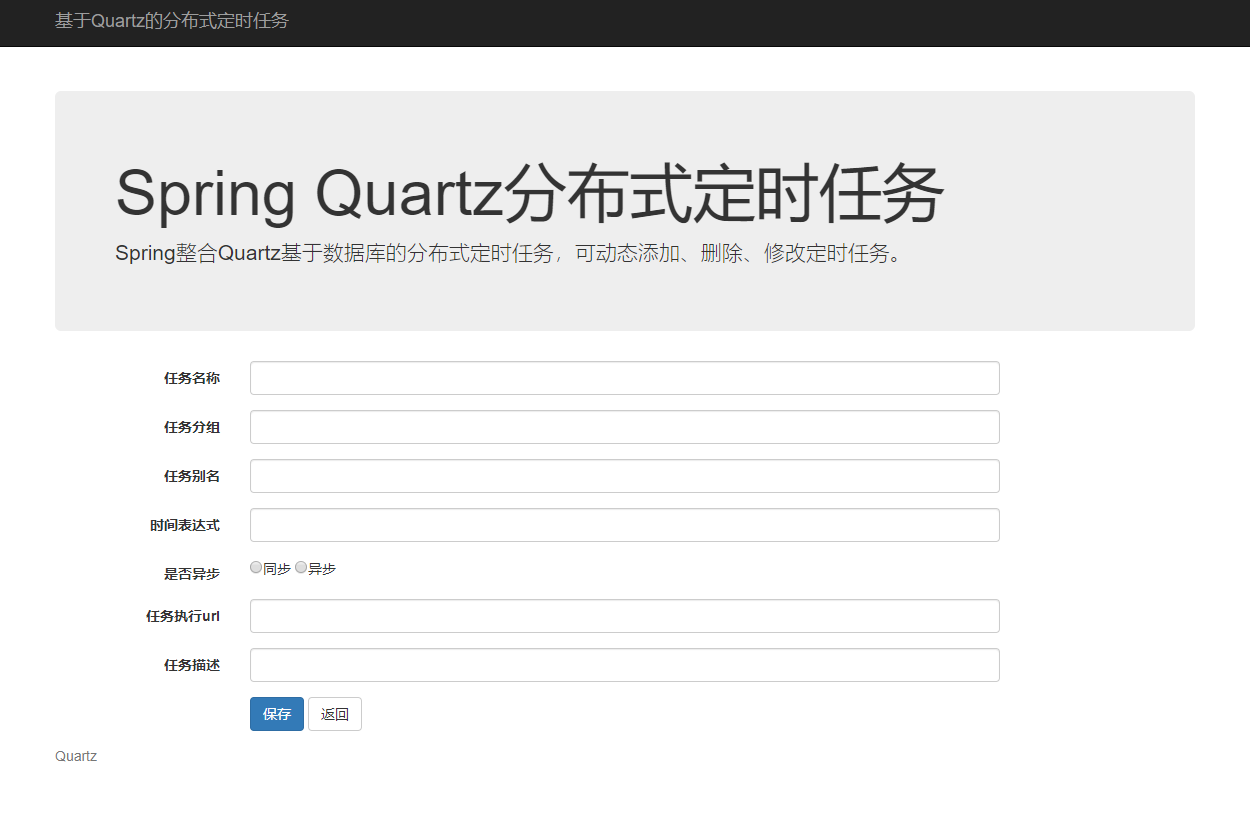 基于Quartz的分布式定时任务
Spring Quartz分布式定时任务
Spring整合Quartz基于数据库的分布式定时任务，可动态添加、删除、修改定时任务。
任务名称
任务分组
任务别名
时间表达式
是否异步 同步 异步
任务执行url
任务描述
保存 返回
Quartz